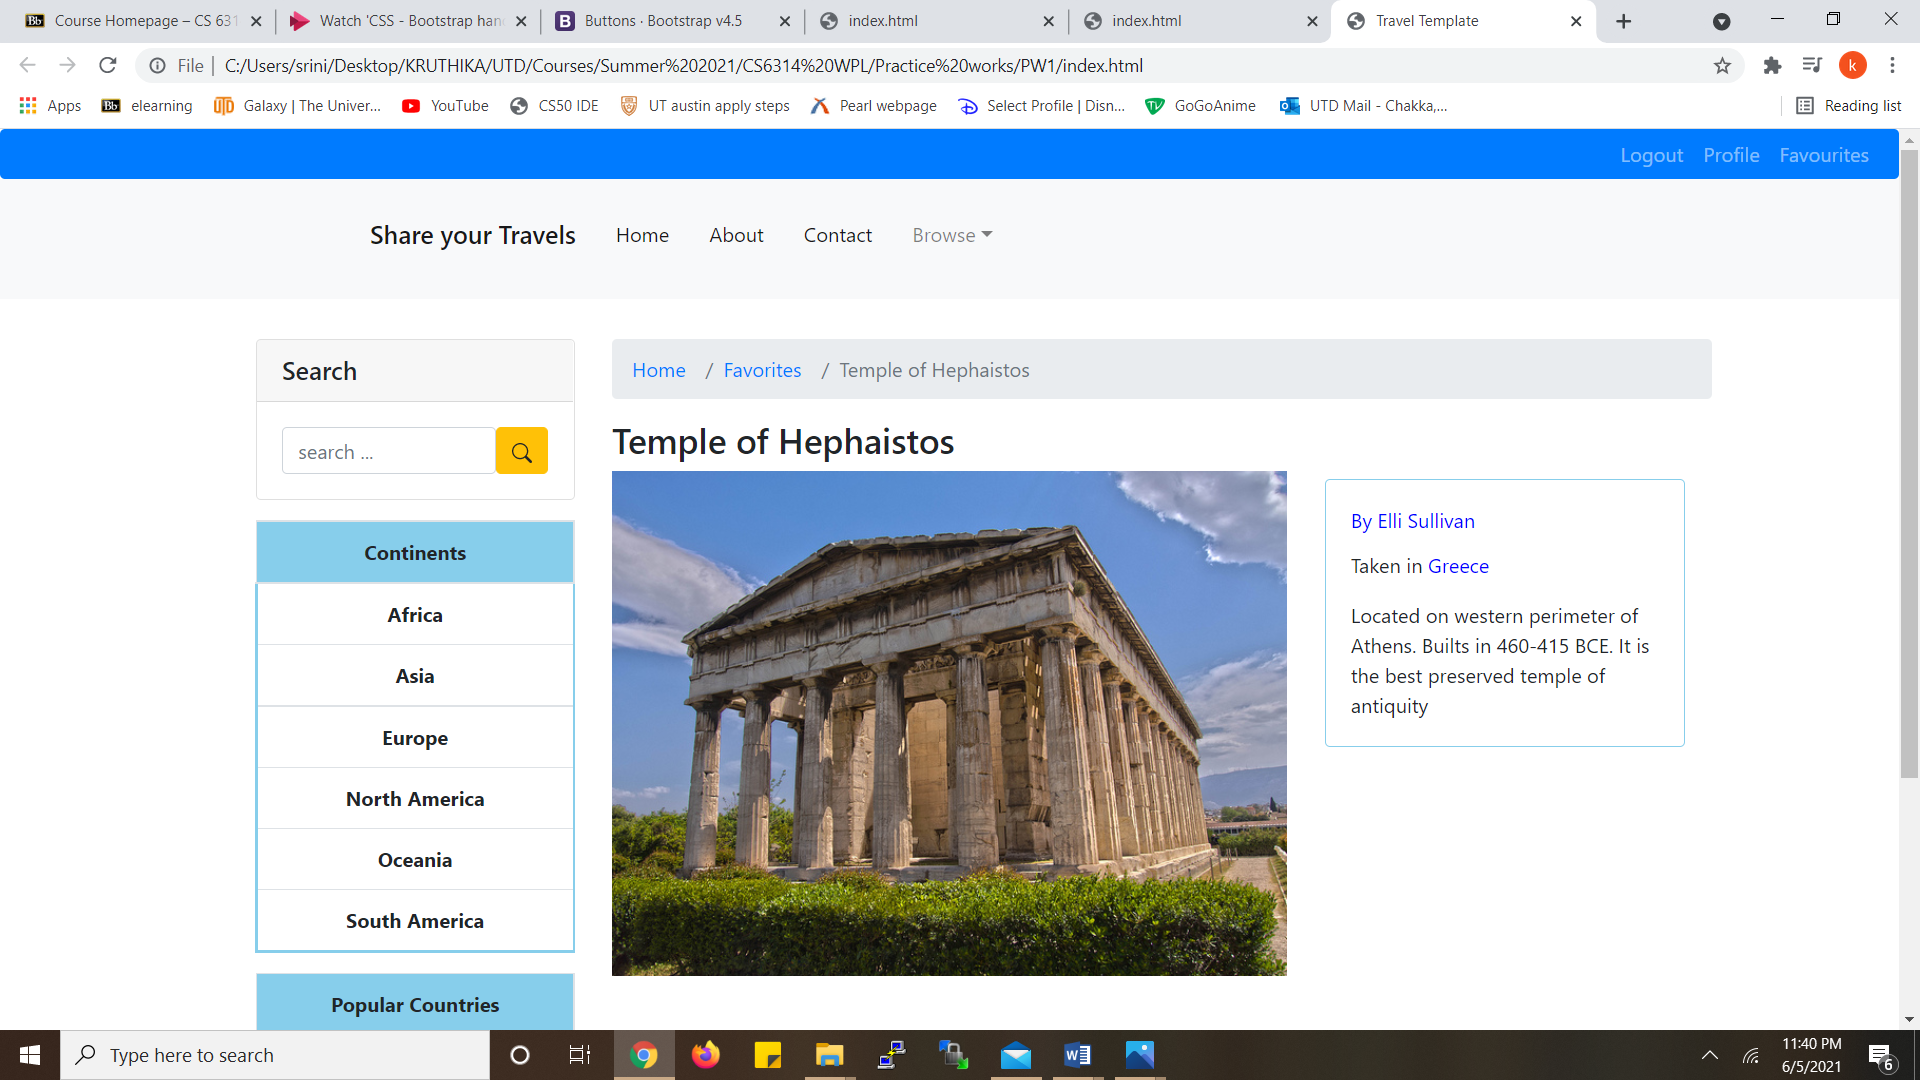 Course Homepage – CS 631
Watch 'CSS - Bootstrap han
Buttons · Bootstrap v4.5
index.html
index.html
Travel Template
File
C:/Users/srini/Desktop/KRUTHIKA/UTD/Courses/Summer%202021/CS6314%20WPL/Practice%20works/PW1/index.html
k
Apps
Bb
elearning
Galaxy | The Univer...
YouTube
CS50 IDE
UT austin apply steps
Pearl webpage
Select Profile | Disn...
GoGoAnime
UTD Mail - Chakka,...
Reading list
Logout Profile Favourites
Share your Travels Home About Contact Browse
Search
search ...
Continents
Africa
Asia
Europe
North America
Oceania
South America
Popular Countries
Home / Favorites / Temple of Hephaistos
Temple of Hephaistos
By Elli Sullivan
Taken in Greece
Located on western perimeter of
Athens. Builts in 460-415 BCE. It is
the best preserved temple of
antiquity
Type here to search
11:40 PM
6/5/2021
6